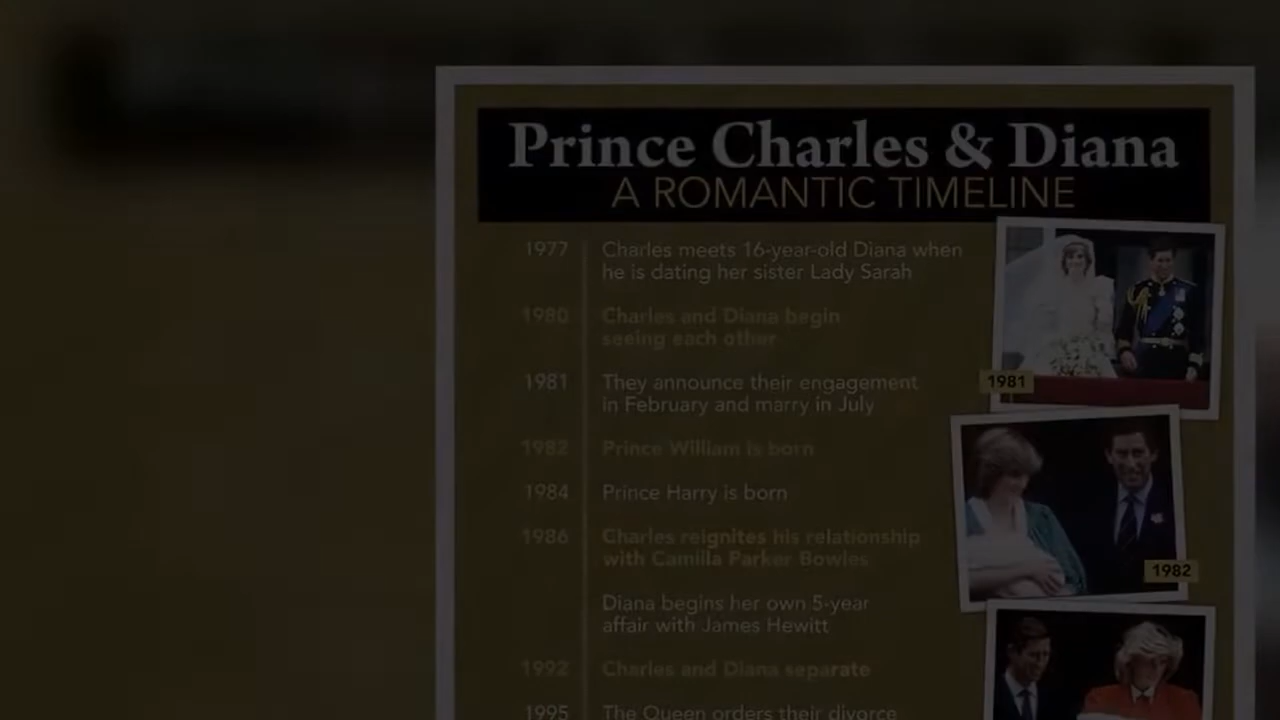 Prince Charles & Diana
A ROMANTIC TIMELINE
1977 Charles meets 16-year-old Diana when
he is dating her sister Lady Sarah
1980 Charles and Diana begin
seeing each other
1981 They announce their engagement
in February and marry in July
1981
1982 Prince William is born
1984 Prince Harry is born
1986 Charles reignites his relationship
with Camilla Parker Bowles
1982
Diana begins her own 5-year
affair with James Hewitt
1992 Charles and Diana separate
1995 The Queen orders their divorce